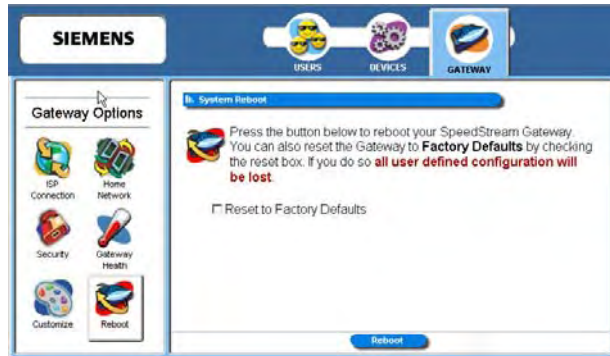 SIEMENS
USERS
DEVICES
GATEWAY
Gateway Options
ISP
Connection
Home
Network
Security
Gateway
Health
Customize
Reboot
System Reboot
Press the button below to reboot your SpeedStream Gateway.
You can also reset the Gateway to Factory Defaults by checking
the reset box. If you do so all user defined configuration will
be lost.
Reset to Factory Defaults
Reboot